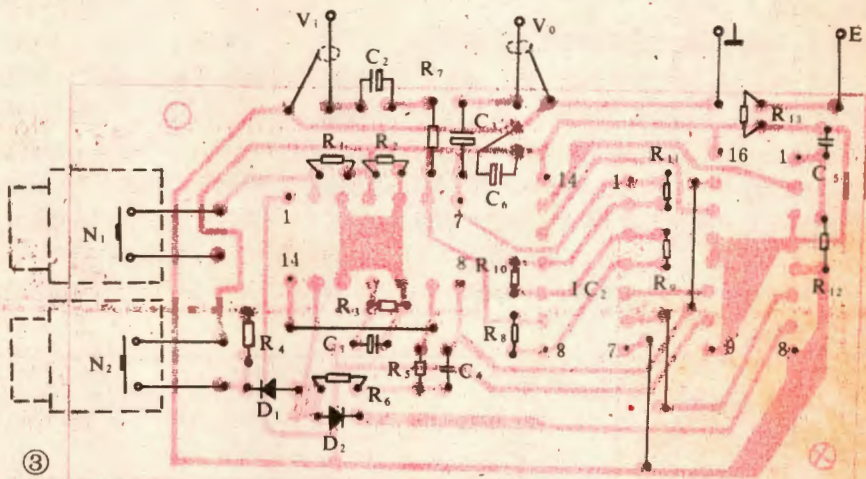 V₁ V₀ ⊥ E
C₂ R₇
R₁ R₂ C₃ R₁₁ 16 1 R₁₃
C₆ 14 1 C₅
1 7
N₁
14 8 R₁₀ IC₂ R₉ R₁₂
R₃
R₄ R₈
N₂ C₁ R₅ C₄ 8 7 9 8
D₁ R₆
D₂
③